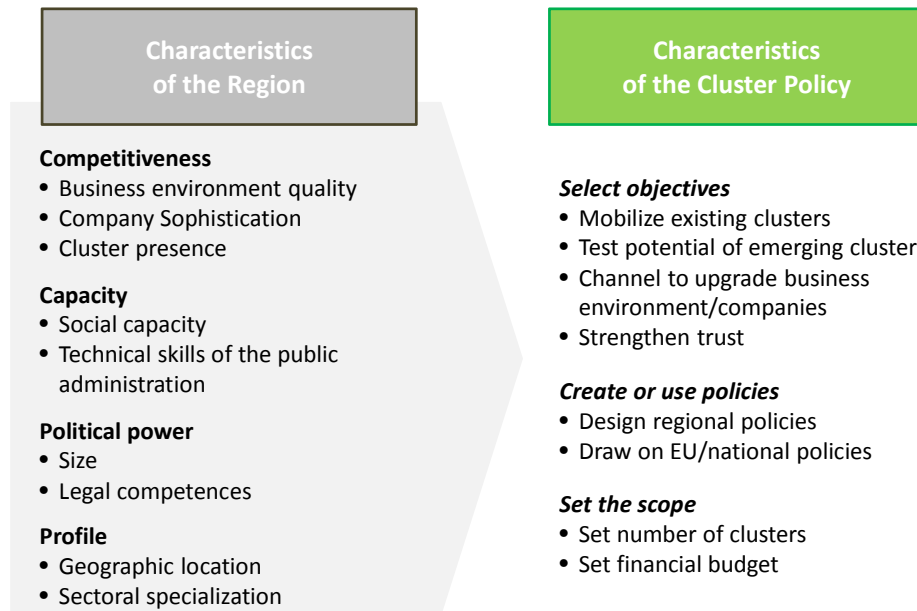 Characteristics
of the Region
Competitiveness
• Business environment quality
• Company Sophistication
• Cluster presence
Capacity
• Social capacity
• Technical skills of the public
administration
Political power
• Size
• Legal competences
Profile
• Geographic location
• Sectoral specialization
Characteristics
of the Cluster Policy
Select objectives
• Mobilize existing clusters
• Test potential of emerging cluster
• Channel to upgrade business
environment/companies
• Strengthen trust
Create or use policies
• Design regional policies
• Draw on EU/national policies
Set the scope
• Set number of clusters
• Set financial budget